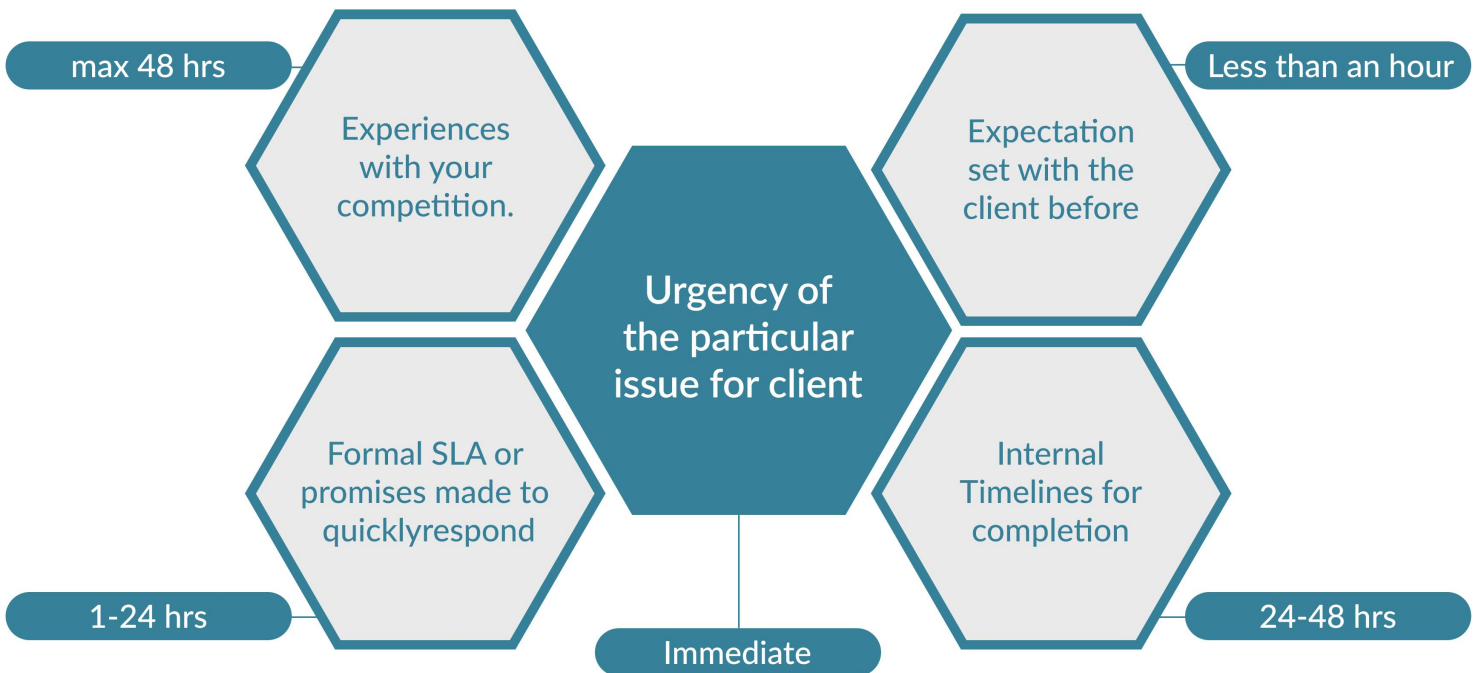 max 48 hrs
Experiences
with your
competition.
Less than an hour
Expectation
set with the
client before
Urgency of
the particular
issue for client
Formal SLA or
promises made to
quicklyrespond
1-24 hrs
Internal
Timelines for
completion
24-48 hrs
Immediate